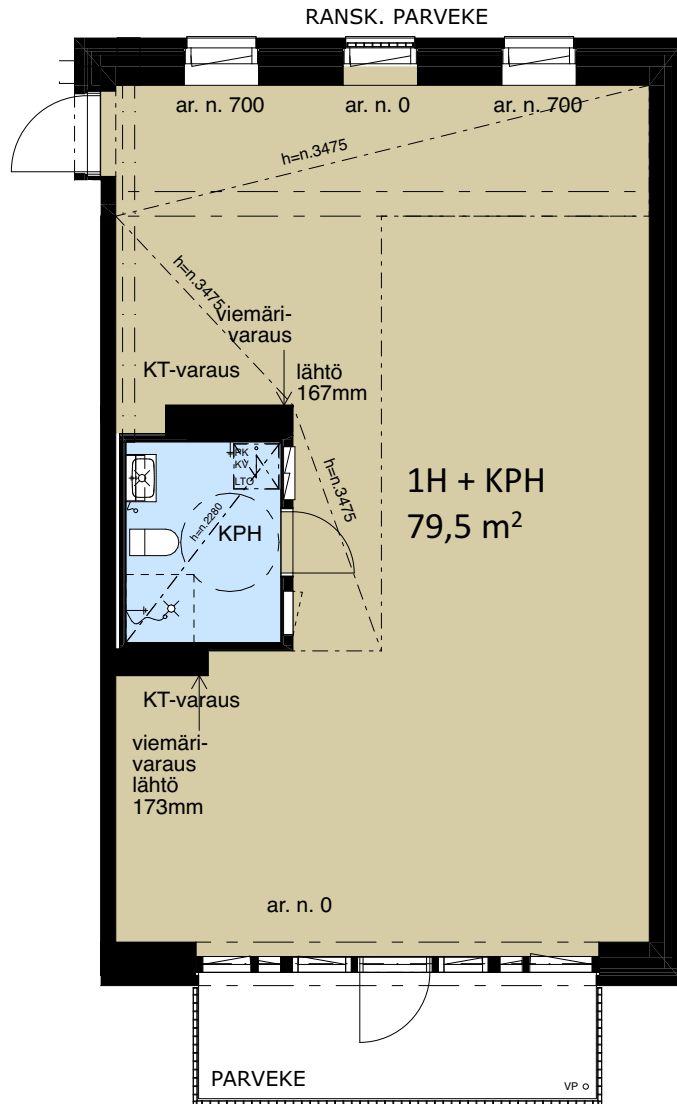 RANSK. PARVEKE
ar. n. 700
ar. n. 0
ar. n. 700
h=n.3475
h=n.3475
viemäri-
varaus
KT-varaus
lähtö
167mm
PK
KV
LTO
h=n.3475
1H + KPH
79,5 m²
h=n.2280
KPH
KT-varaus
viemäri-
varaus
lähtö
173mm
ar. n. 0
PARVEKE
VP